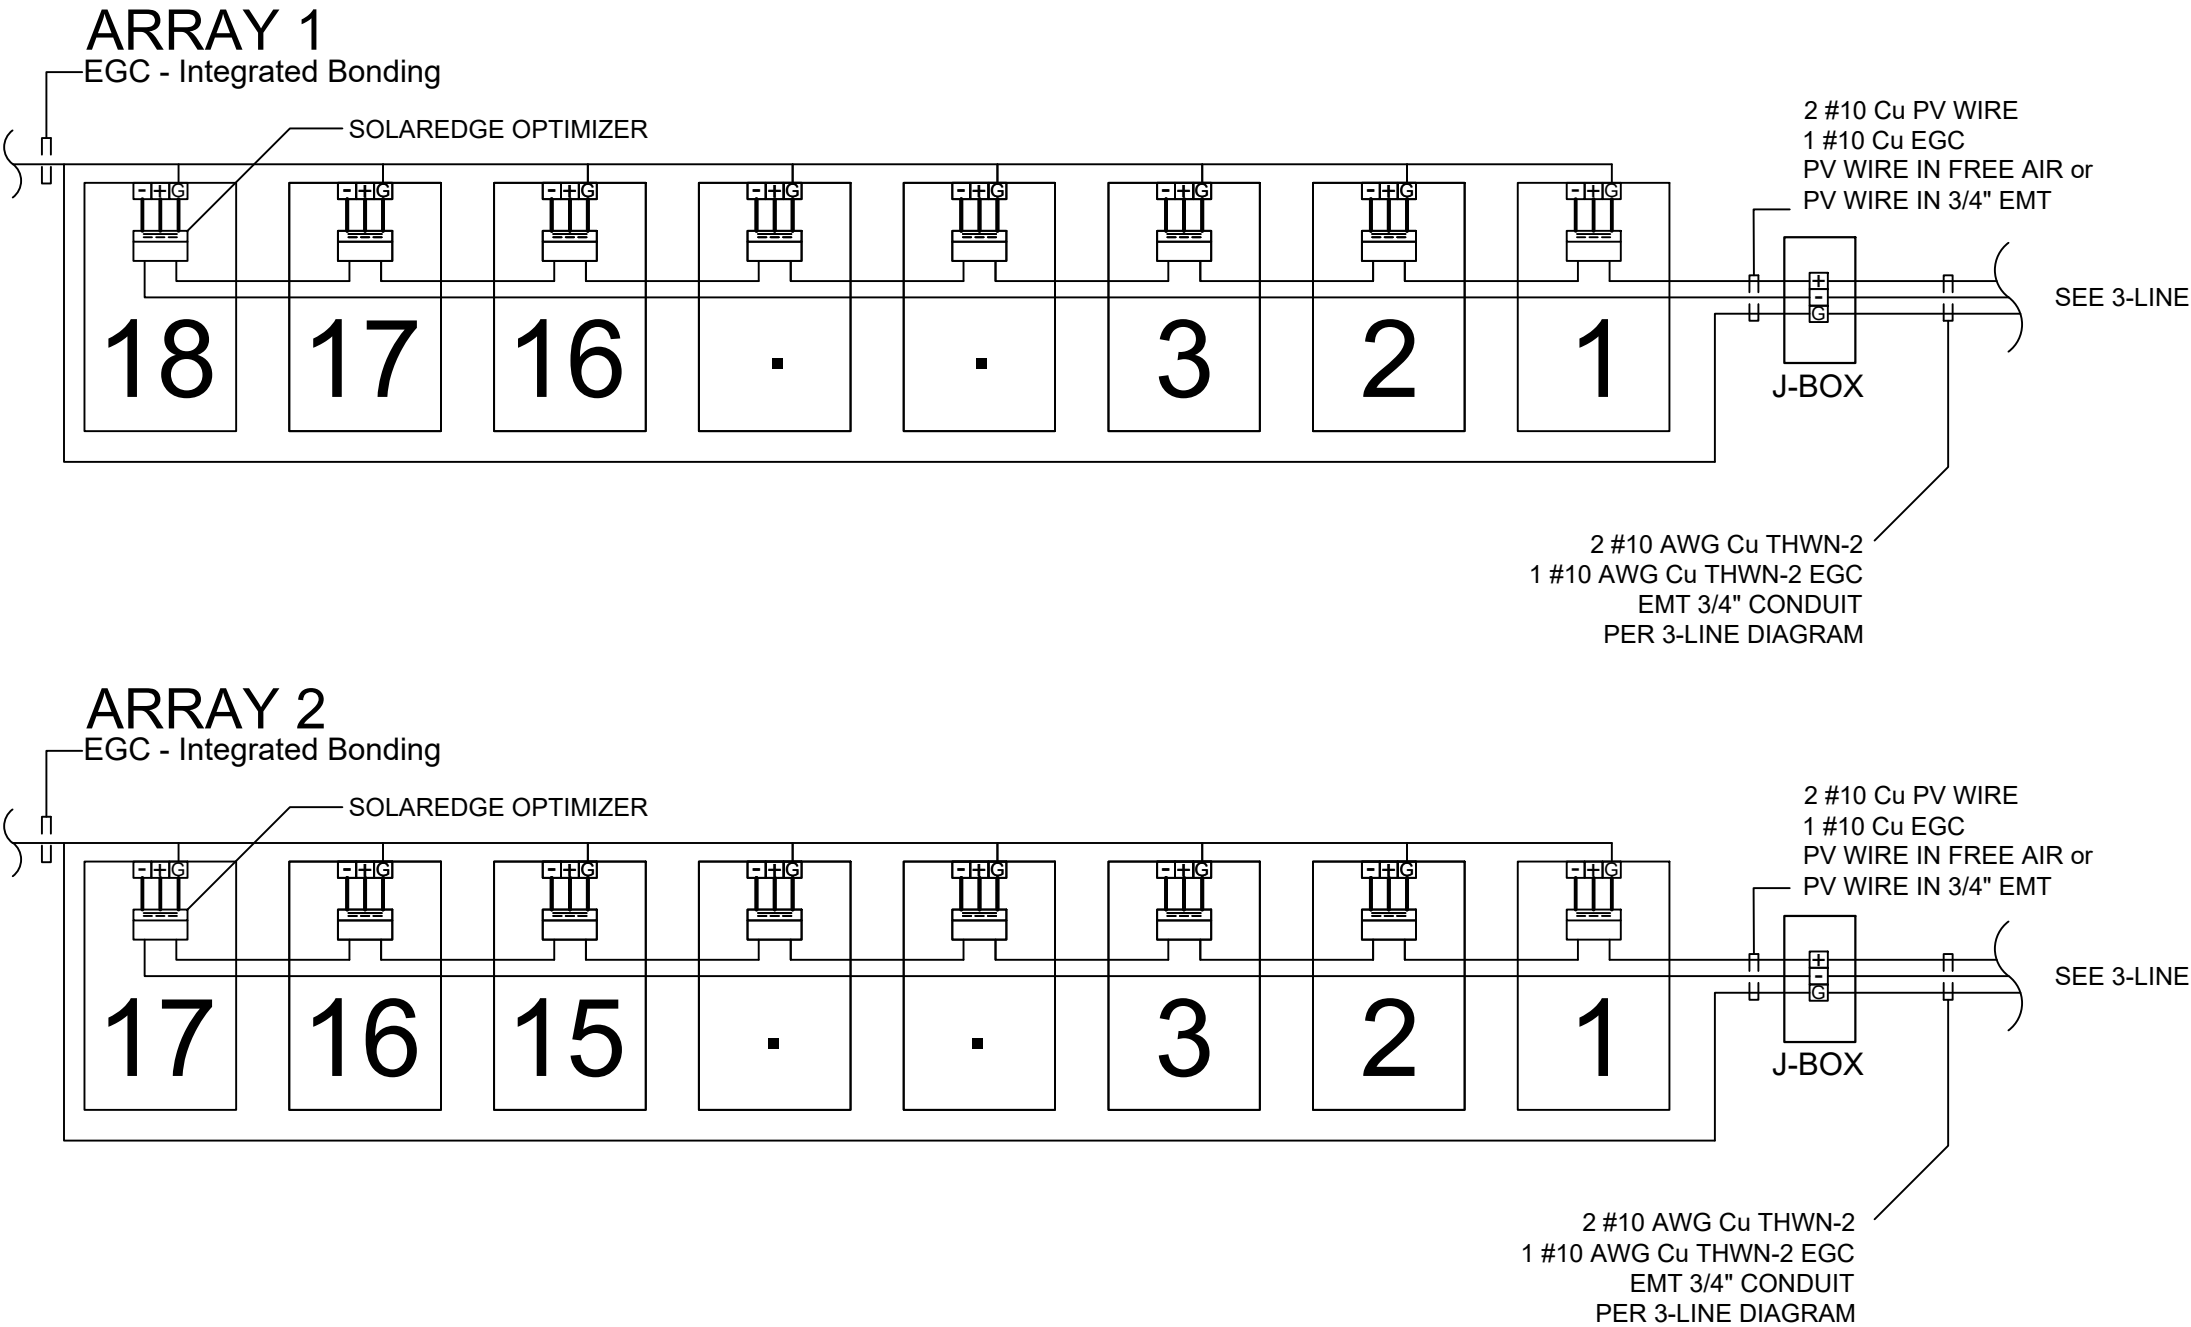 ARRAY 1
EGC - Integrated Bonding
SOLAREDGE OPTIMIZER
2 #10 Cu PV WIRE
1 #10 Cu EGC
PV WIRE IN FREE AIR or
PV WIRE IN 3/4" EMT
- + G - + G - + G - + G - + G - + G - + G - + G
+
-
G
SEE 3-LINE
18 17 16 . . 3 2 1
J-BOX
2 #10 AWG Cu THWN-2
1 #10 AWG Cu THWN-2 EGC
EMT 3/4" CONDUIT
PER 3-LINE DIAGRAM
ARRAY 2
EGC - Integrated Bonding
SOLAREDGE OPTIMIZER
2 #10 Cu PV WIRE
1 #10 Cu EGC
PV WIRE IN FREE AIR or
PV WIRE IN 3/4" EMT
- + G - + G - + G - + G - + G - + G - + G - + G
+
-
G
SEE 3-LINE
17 16 15 . . 3 2 1
J-BOX
2 #10 AWG Cu THWN-2
1 #10 AWG Cu THWN-2 EGC
EMT 3/4" CONDUIT
PER 3-LINE DIAGRAM